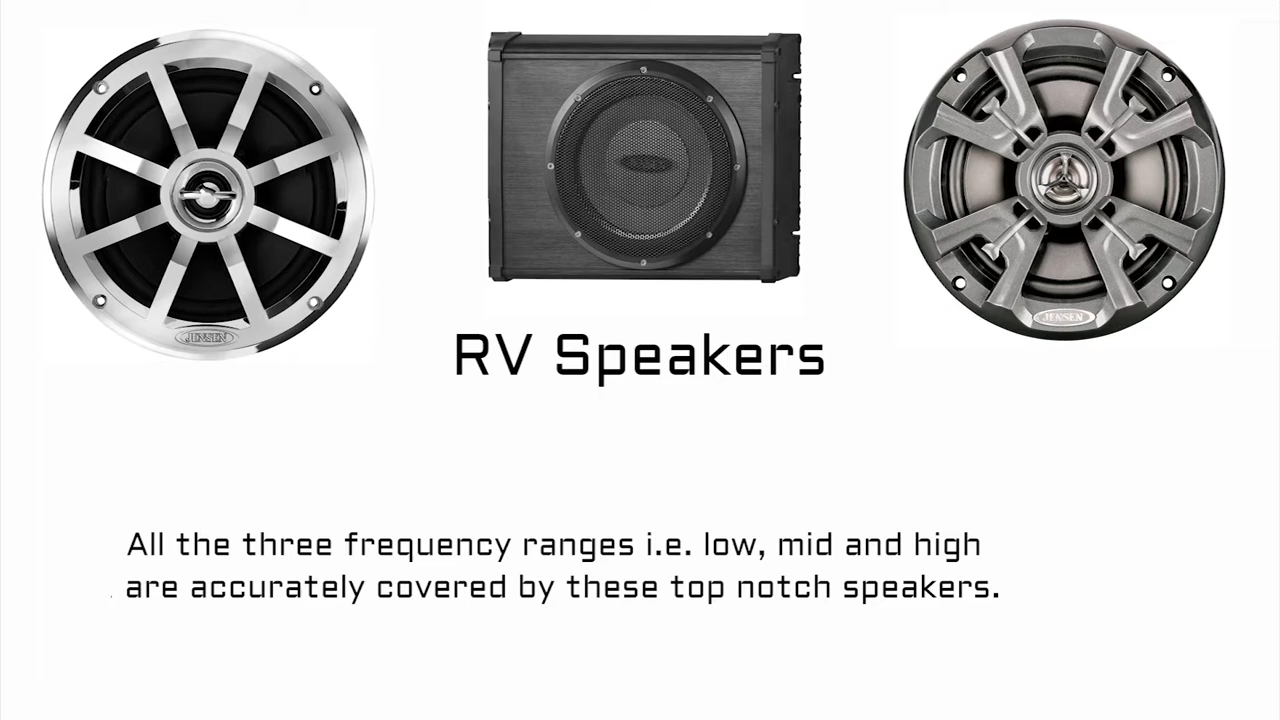 JENSEN
JENSEN
RV Speakers
All the three frequency ranges i.e. low, mid and high
are accurately covered by these top notch speakers.